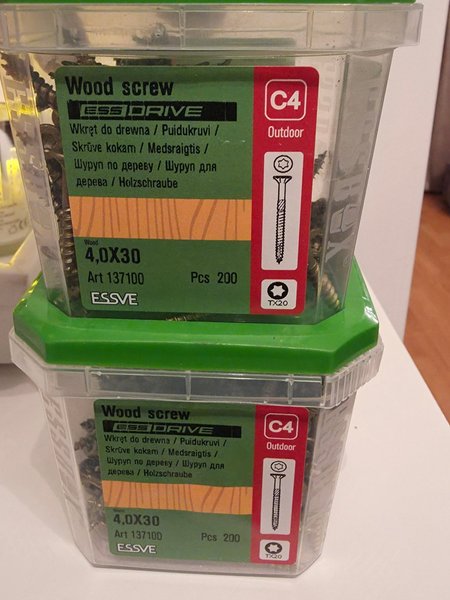 Wood screw
ESSDRIVE
Wkręt do drewna / Puidukruvi /
Skrūve kokam / Medsraigtis /
Шуруп по дереву / Шуруп для
дерева / Holzschraube
Wood
4,0X30
Art 137100
Pcs 200
ESSVE
C4
Outdoor
TX20
Wood screw
ESSDRIVE
Wkręt do drewna / Puidukruvi /
Skrūve kokam / Medsraigtis /
Шуруп по дереву / Шуруп для
дерева / Holzschraube
Wood
4,0X30
Art 137100
Pcs 200
ESSVE
C4
Outdoor
TX20